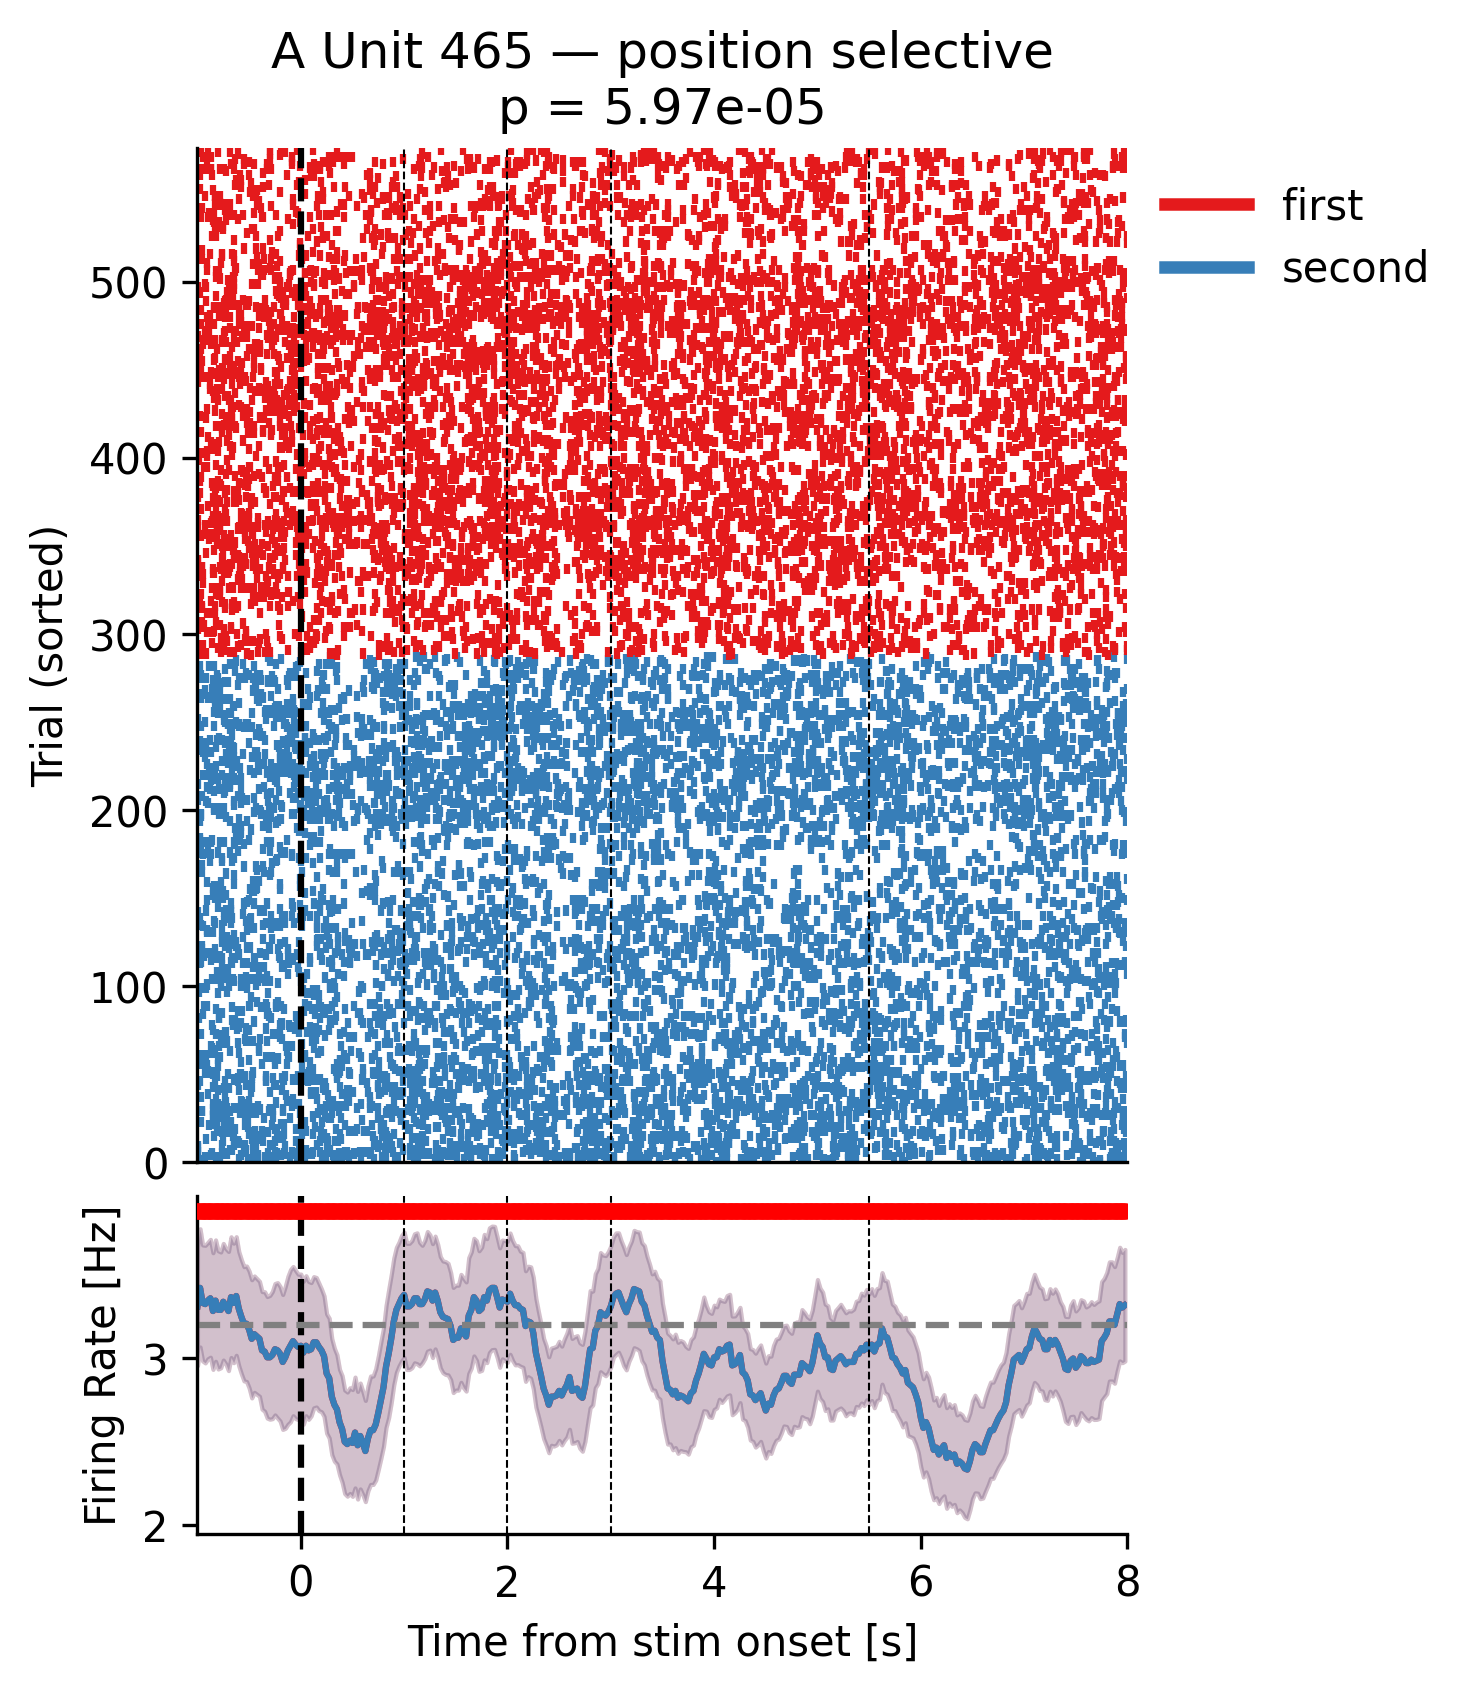 A Unit 465 — position selective
p = 5.97e-05
first
second
500
400
300
200
100
0
Trial (sorted)
3
2
Firing Rate [Hz]
0 2 4 6 8
Time from stim onset [s]